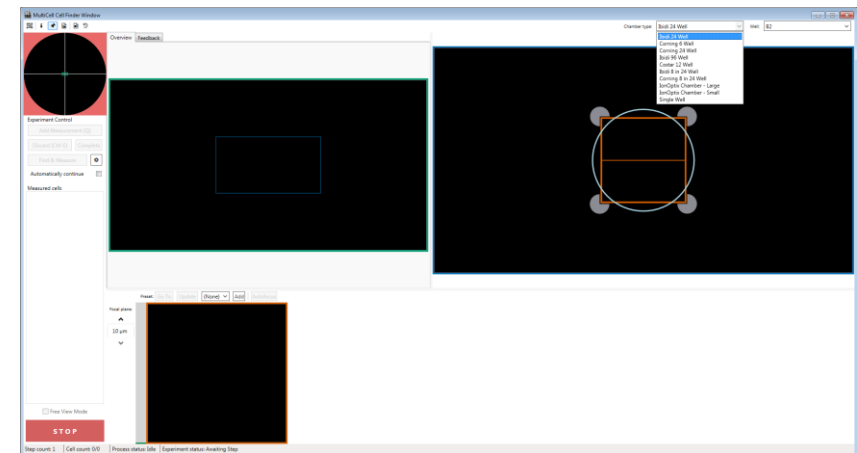 MultiCell Cell Finder Window
Chamber type: Ibidi 24 Well Well: B2
Overview Feedback
Ibidi 24 Well
Corning 6 Well
Corning 24 Well
Ibidi 96 Well
Costar 12 Well
Ibidi 8 in 24 Well
Corning 8 in 24 Well
IonOptix Chamber - Large
IonOptix Chamber - Small
Single Well
Experiment Control
Add Measurement (Q)
Discard (Ctrl-X) Complete
Find & Measure
Automatically continue
Measured cells:
Preset: Go To Update (None) Add
Focal plane
10 µm
Free View Mode
STOP
Step count: 1 Cell count: 0/0 Process status: Idle Experiment status: Awaiting Step